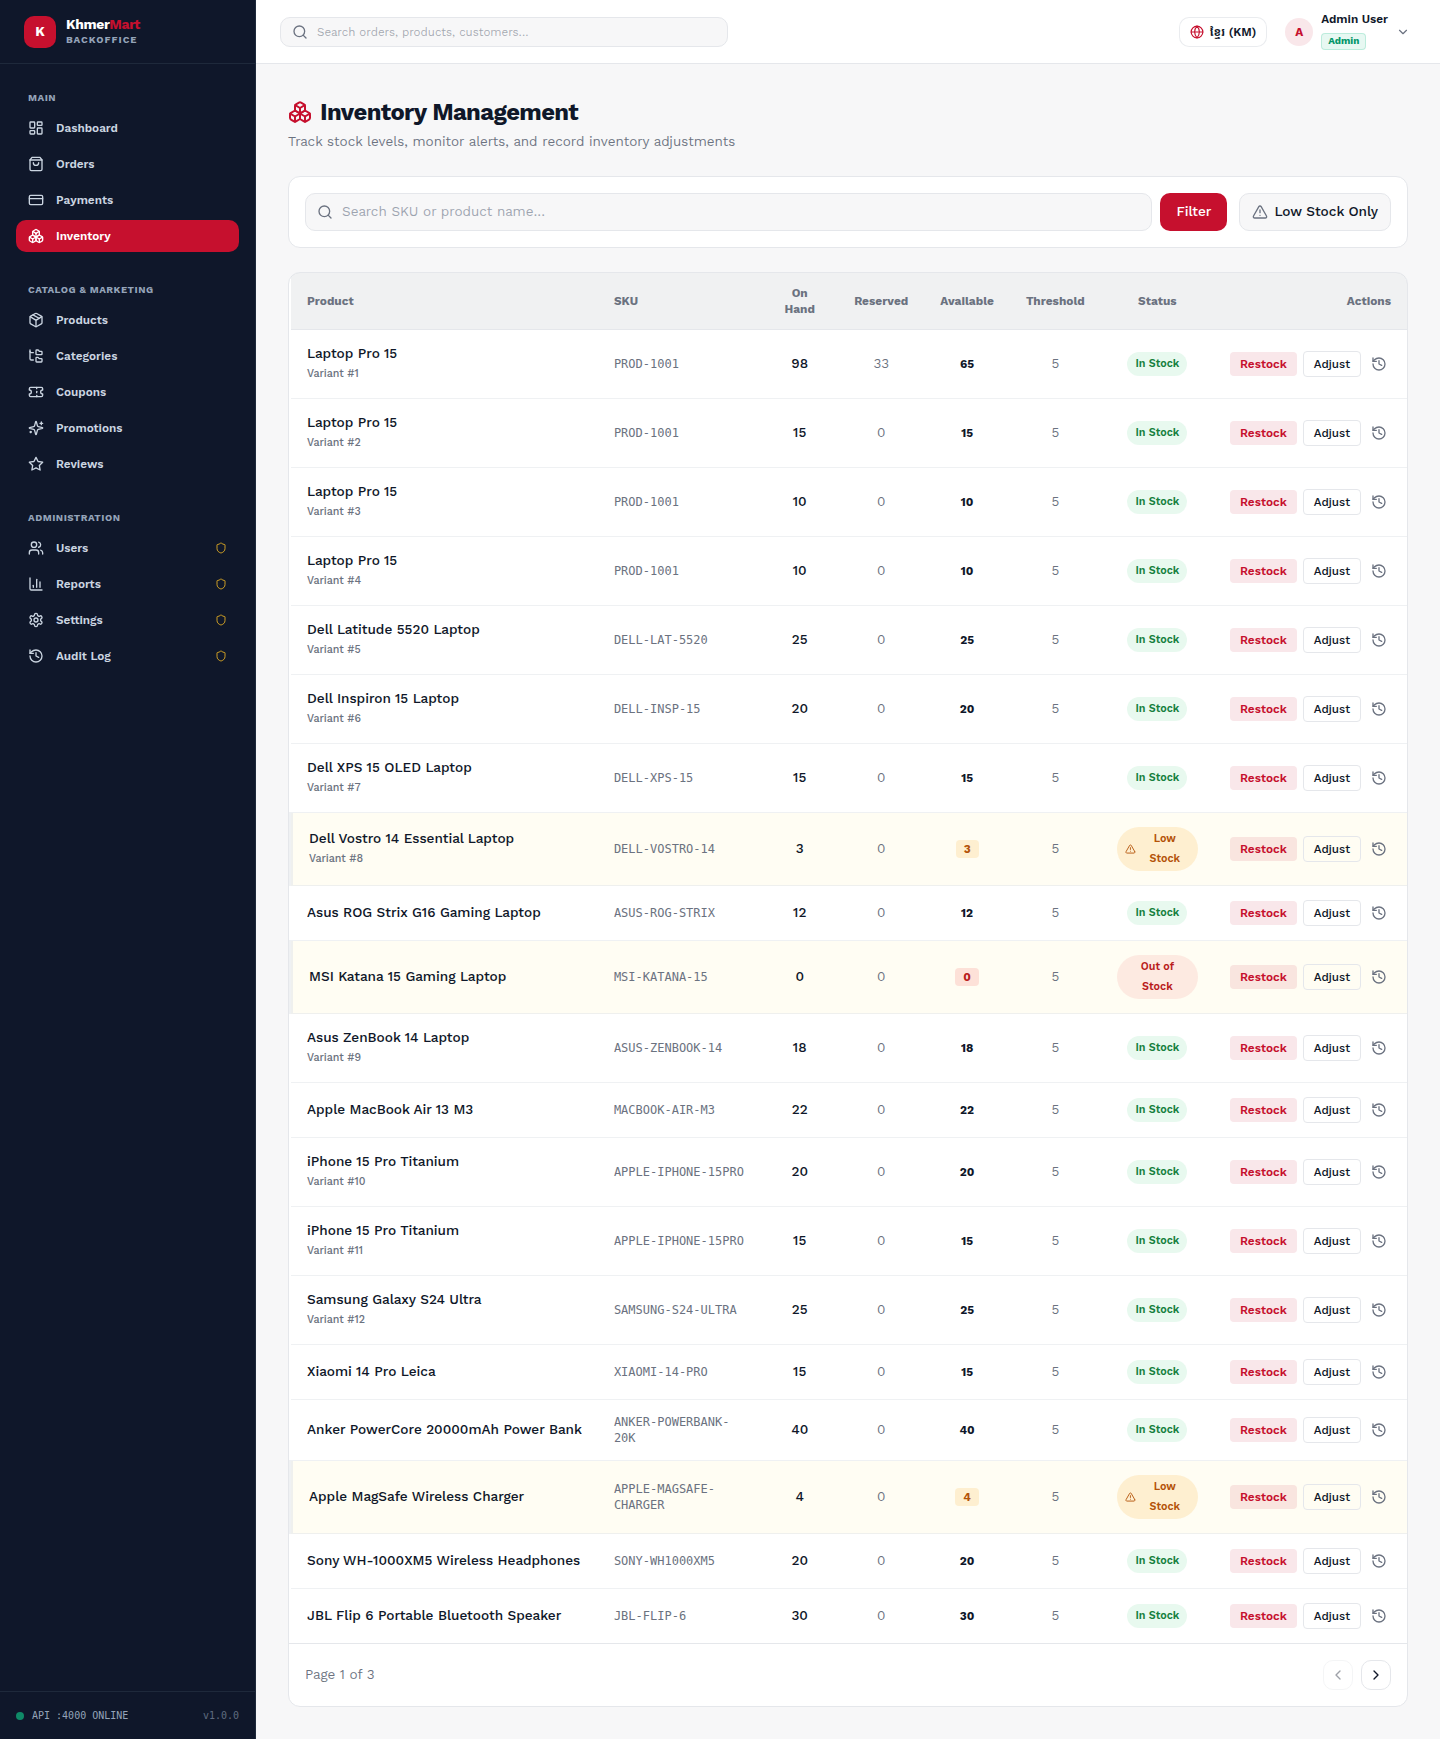 K
KhmerMart
BACKOFFICE
Search orders, products, customers...
ខ្មែរ (KM)
A
Admin User
Admin
MAIN
Dashboard
Orders
Payments
Inventory
CATALOG & MARKETING
Products
Categories
Coupons
Promotions
Reviews
ADMINISTRATION
Users
Reports
Settings
Audit Log
API :4000 ONLINE v1.0.0
Inventory Management
Track stock levels, monitor alerts, and record inventory adjustments
Search SKU or product name...
Filter
Low Stock Only
Product SKU On Hand Reserved Available Threshold Status Actions
Laptop Pro 15
Variant #1
PROD-1001 98 33 65 5 In Stock Restock Adjust
Laptop Pro 15
Variant #2
PROD-1001 15 0 15 5 In Stock Restock Adjust
Laptop Pro 15
Variant #3
PROD-1001 10 0 10 5 In Stock Restock Adjust
Laptop Pro 15
Variant #4
PROD-1001 10 0 10 5 In Stock Restock Adjust
Dell Latitude 5520 Laptop
Variant #5
DELL-LAT-5520 25 0 25 5 In Stock Restock Adjust
Dell Inspiron 15 Laptop
Variant #6
DELL-INSP-15 20 0 20 5 In Stock Restock Adjust
Dell XPS 15 OLED Laptop
Variant #7
DELL-XPS-15 15 0 15 5 In Stock Restock Adjust
Dell Vostro 14 Essential Laptop
Variant #8
DELL-VOSTRO-14 3 0 3 5 Low Stock Restock Adjust
Asus ROG Strix G16 Gaming Laptop ASUS-ROG-STRIX 12 0 12 5 In Stock Restock Adjust
MSI Katana 15 Gaming Laptop MSI-KATANA-15 0 0 0 5 Out of Stock Restock Adjust
Asus ZenBook 14 Laptop
Variant #9
ASUS-ZENBOOK-14 18 0 18 5 In Stock Restock Adjust
Apple MacBook Air 13 M3 MACBOOK-AIR-M3 22 0 22 5 In Stock Restock Adjust
iPhone 15 Pro Titanium
Variant #10
APPLE-IPHONE-15PRO 20 0 20 5 In Stock Restock Adjust
iPhone 15 Pro Titanium
Variant #11
APPLE-IPHONE-15PRO 15 0 15 5 In Stock Restock Adjust
Samsung Galaxy S24 Ultra
Variant #12
SAMSUNG-S24-ULTRA 25 0 25 5 In Stock Restock Adjust
Xiaomi 14 Pro Leica XIAOMI-14-PRO 15 0 15 5 In Stock Restock Adjust
Anker PowerCore 20000mAh Power Bank ANKER-POWERBANK-20K 40 0 40 5 In Stock Restock Adjust
Apple MagSafe Wireless Charger APPLE-MAGSAFE-CHARGER 4 0 4 5 Low Stock Restock Adjust
Sony WH-1000XM5 Wireless Headphones SONY-WH1000XM5 20 0 20 5 In Stock Restock Adjust
JBL Flip 6 Portable Bluetooth Speaker JBL-FLIP-6 30 0 30 5 In Stock Restock Adjust
Page 1 of 3